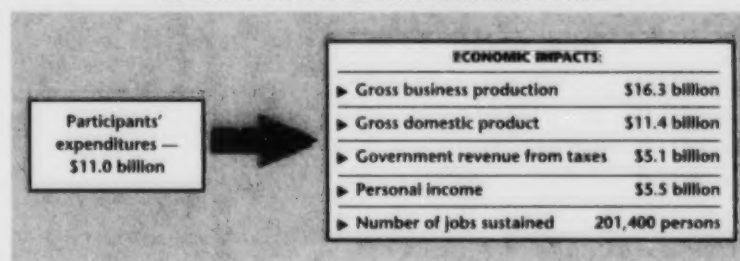 Participants'
expenditures —
$11.0 billion
ECONOMIC IMPACTS:
▶ Gross business production $16.3 billion
▶ Gross domestic product $11.4 billion
▶ Government revenue from taxes $5.1 billion
▶ Personal income $5.5 billion
▶ Number of jobs sustained 201,400 persons